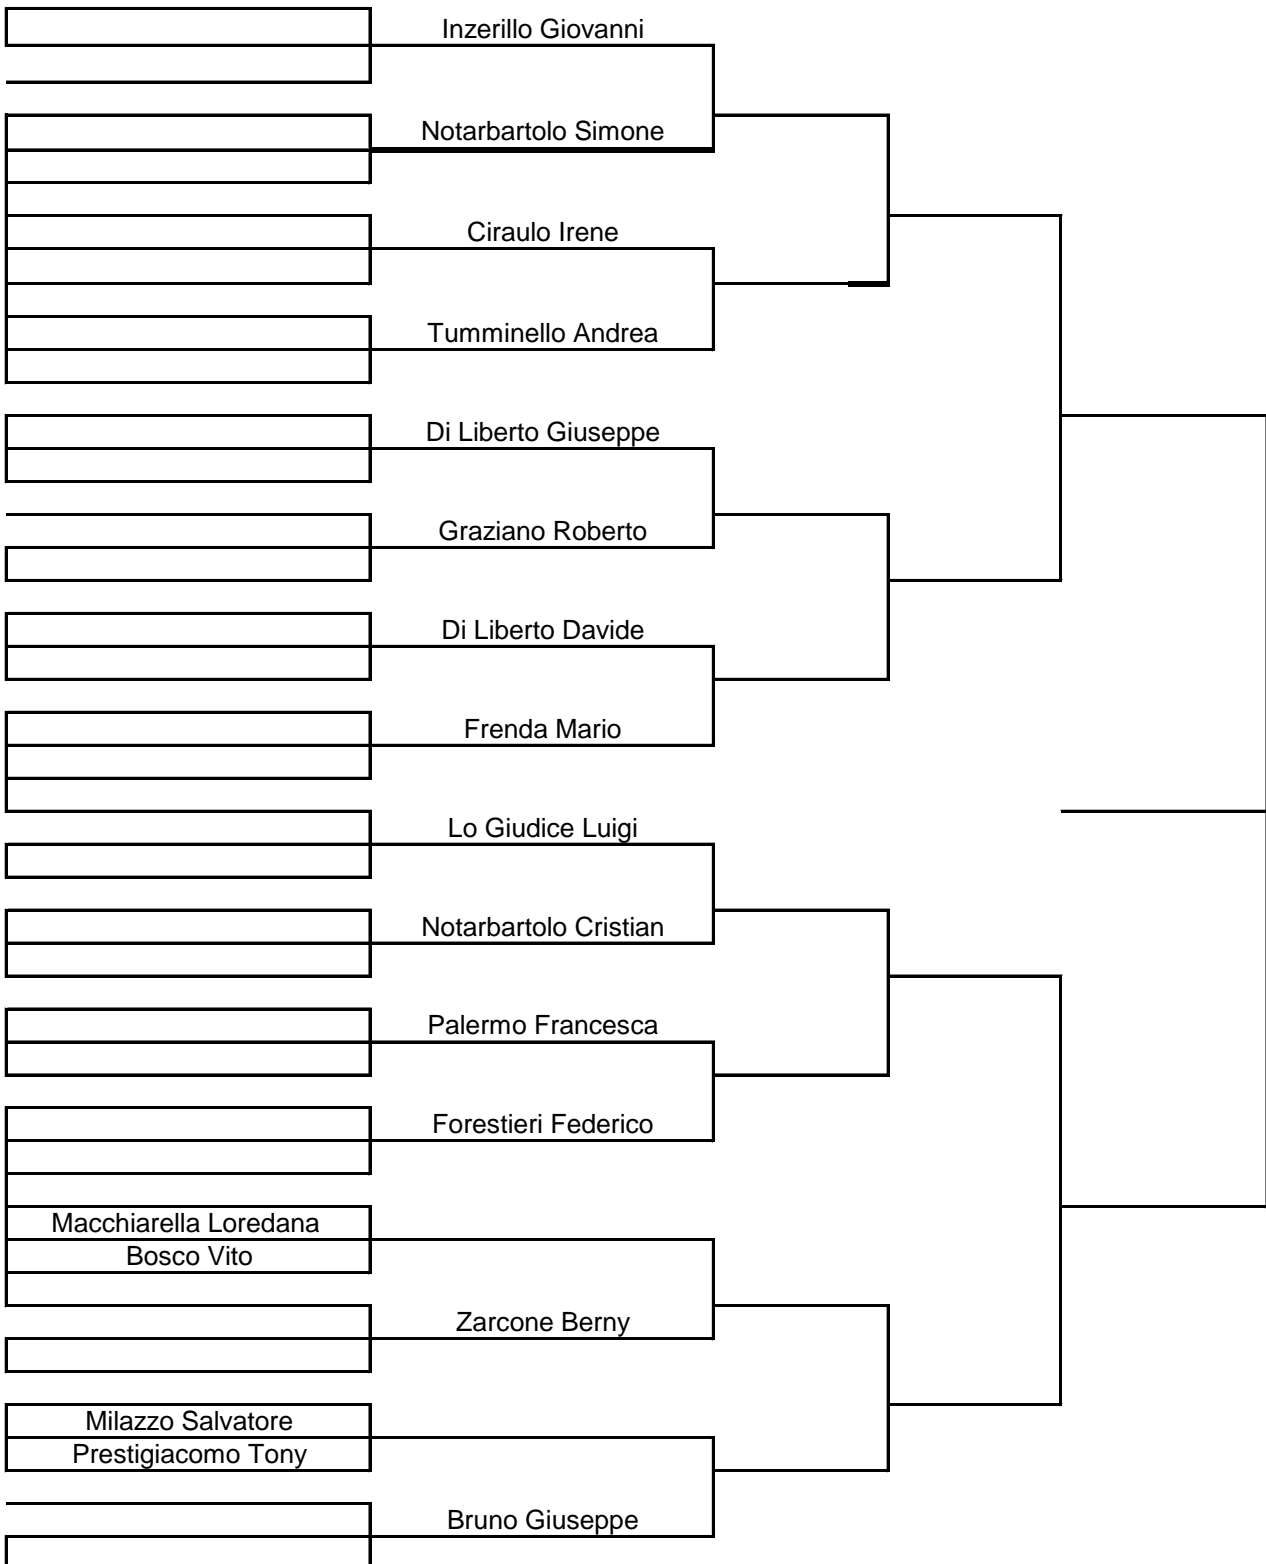 Inzerillo Giovanni
Notarbartolo Simone
Ciraulo Irene
Tumminello Andrea
Di Liberto Giuseppe
Graziano Roberto
Di Liberto Davide
Frenda Mario
Lo Giudice Luigi
Notarbartolo Cristian
Palermo Francesca
Forestieri Federico
Macchiarella Loredana
Bosco Vito
Zarcone Berny
Milazzo Salvatore
Prestigiacomo Tony
Bruno Giuseppe